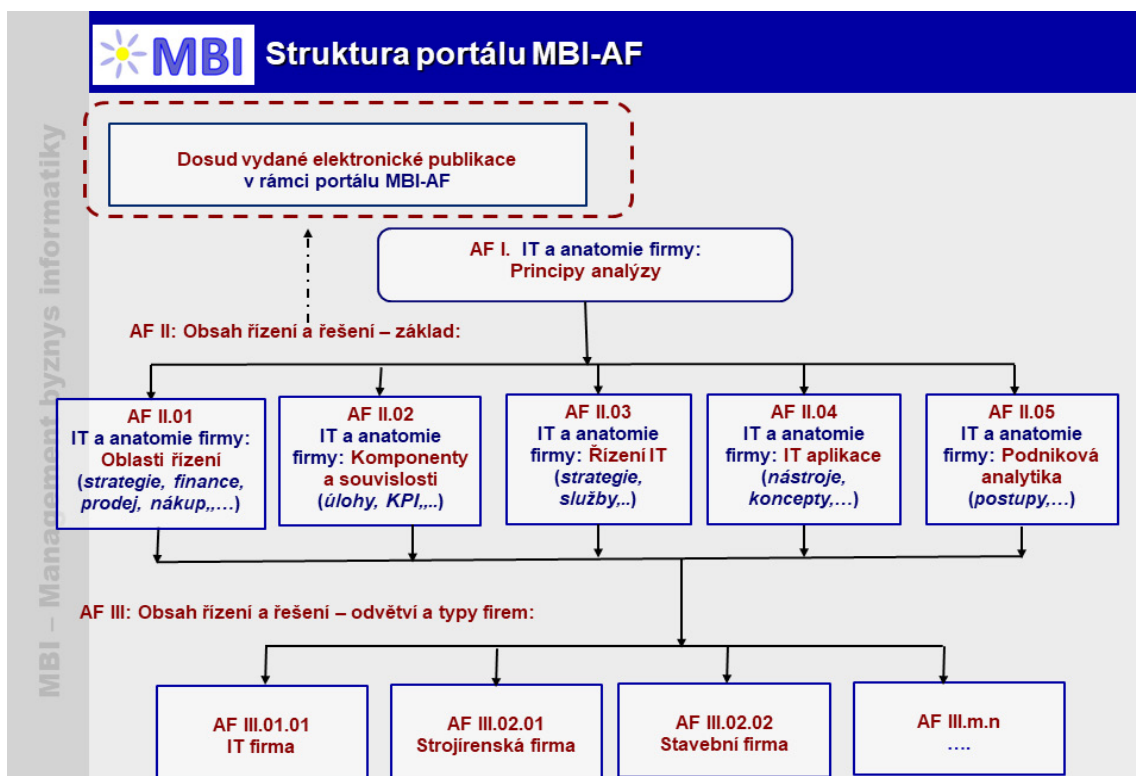 MBI
Struktura portálu MBI-AF
MBI – Management byznys informatiky
Dosud vydané elektronické publikace
v rámci portálu MBI-AF
AF I. IT a anatomie firmy:
Principy analýzy
AF II: Obsah řízení a řešení – základ:
AF II.01
IT a anatomie firmy:
Oblasti řízení
(strategie, finance,
prodej, nákup,,…)
AF II.02
IT a anatomie
firmy: Komponenty
a souvislosti
(úlohy, KPI,,..)
AF II.03
IT a anatomie
firmy: Řízení IT
(strategie,
služby,..)
AF II.04
IT a anatomie
firmy: IT aplikace
(nástroje,
koncepty,…)
AF II.05
IT a anatomie
firmy: Podniková
analytika
(postupy,…)
AF III: Obsah řízení a řešení – odvětví a typy firem:
AF III.01.01
IT firma
AF III.02.01
Strojírenská firma
AF III.02.02
Stavební firma
AF III.m.n
….